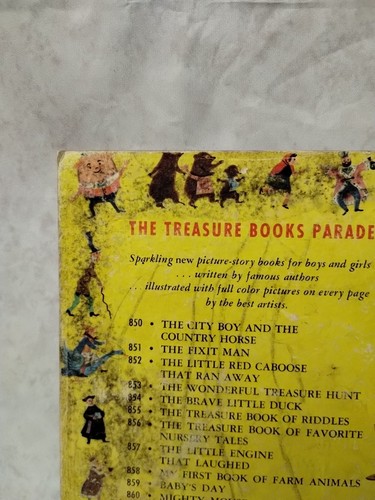 THE TREASURE BOOKS PARADE
Sparkling new picture-story books for boys and girls
... written by famous authors
.. illustrated with full color pictures on every page
by the best artists.
850 • THE CITY BOY AND THE
COUNTRY HORSE
851 • THE FIXIT MAN
852 • THE LITTLE RED CABOOSE
THAT RAN AWAY
853 • THE WONDERFUL TREASURE HUNT
854 • THE BRAVE LITTLE DUCK
855 • THE TREASURE BOOK OF RIDDLES
856 • THE TREASURE BOOK OF FAVORITE
NURSERY TALES
857 • THE LITTLE ENGINE
THAT LAUGHED
858 • MY FIRST BOOK OF FARM ANIMALS
859 • BABY'S DAY
860 • MIGHTY